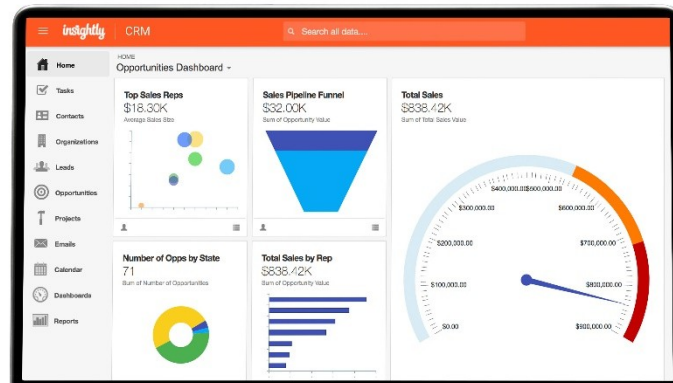 insightly CRM
Search all data....
Home
Tasks
Contacts
Organizations
Leads
Opportunities
Projects
Emails
Calendar
Dashboards
Reports
HOME
Opportunities Dashboard
Top Sales Reps
$18.30K
Average Sales Size
Sales Pipeline Funnel
$32.00K
Sum of Opportunity Value
Total Sales
$838.42K
Sum of Total Sales Value
$0.00
$100,000.00
$200,000.00
$300,000.00
$400,000.00
$500,000.00
$600,000.00
$700,000.00
$800,000.00
$900,000.00
Number of Opps by State
71
Sum of Number of Opportunities
Total Sales by Rep
$838.42K
Sum of Opportunity Value